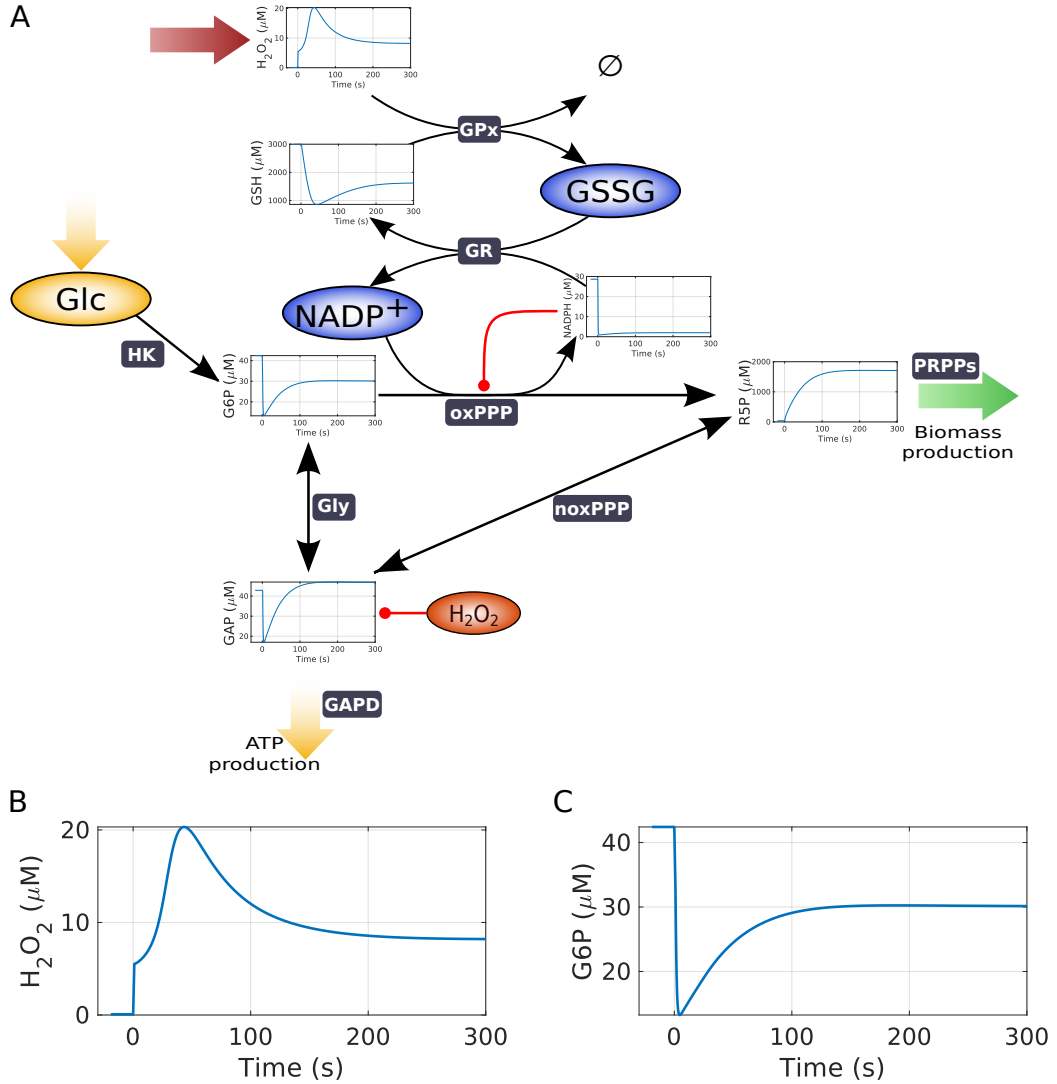 A
H2O2 (μM)
20
10
0
0 100 200 300
Time (s)
∅
GPx
GSH (μM)
3000
2000
1000
0 100 200 300
Time (s)
GSSG
GR
Glc
NADP+
NADPH (μM)
30
20
10
0
0 100 200 300
Time (s)
HK
G6P (μM)
40
30
20
0 100 200 300
Time (s)
oxPPP
R5P (μM)
2000
1000
0
0 100 200 300
Time (s)
PRPPs
Biomass
production
Gly
noxPPP
GAP (μM)
40
30
20
0 100 200 300
Time (s)
H2O2
GAPD
ATP
production
B
H2O2 (μM)
20
10
0
0 100 200 300
Time (s)
C
G6P (μM)
40
30
20
0 100 200 300
Time (s)